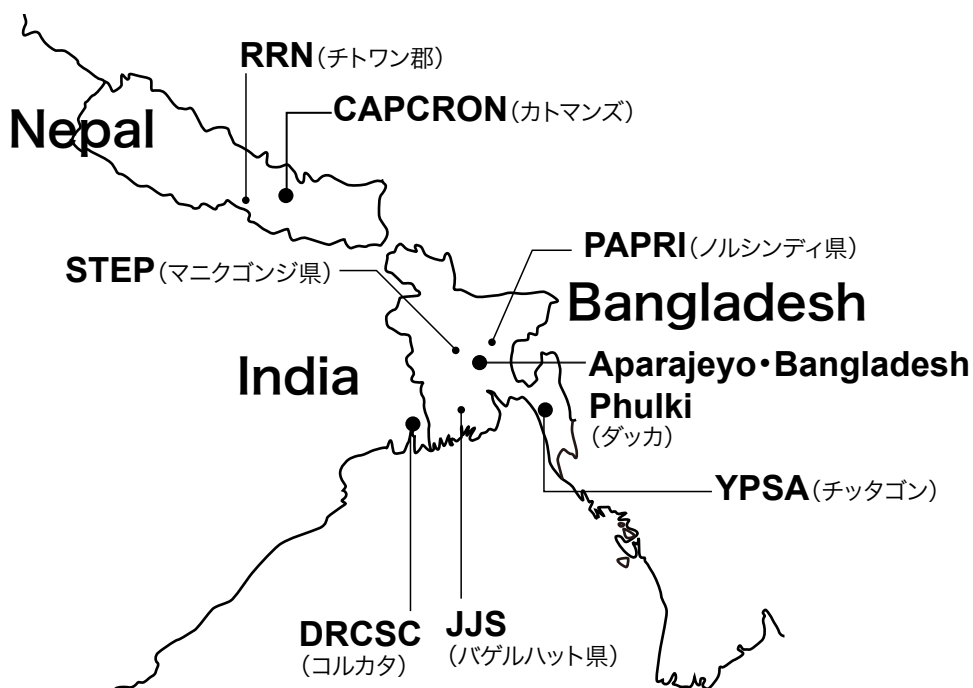 RRN(チトワン郡)
CAPCRON(カトマンズ)
Nepal
PAPRI(ノルシンディ県)
STEP(マニクゴンジ県)
Bangladesh
Aparajeyo・Bangladesh
India
Phulki
(ダッカ)
YPSA(チッタゴン)
DRCSC
(コルカタ)
JJS
(バゲルハット県)